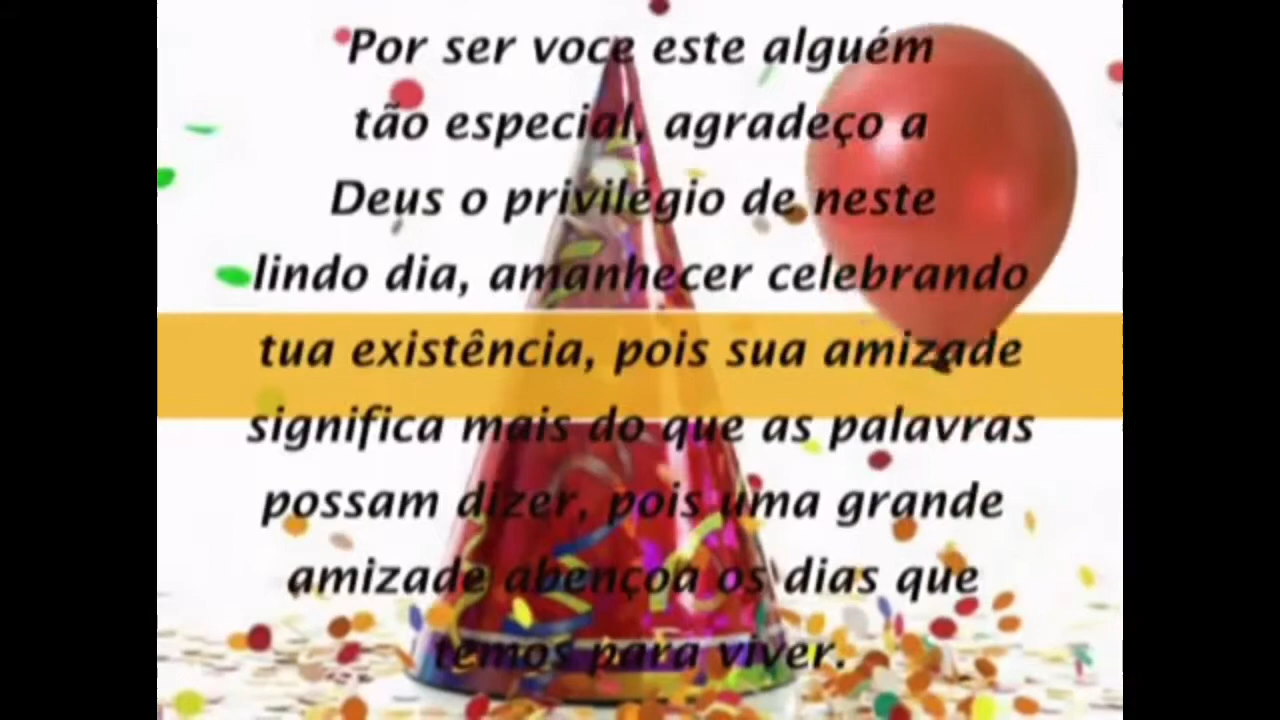 Por ser voce este alguém
tão especial, agradeço a
Deus o privilégio de neste
lindo dia, amanhecer celebrando
tua existência, pois sua amizade
significa mais do que as palavras
possam dizer, pois uma grande
amizade abençoa os dias que
temos para viver.